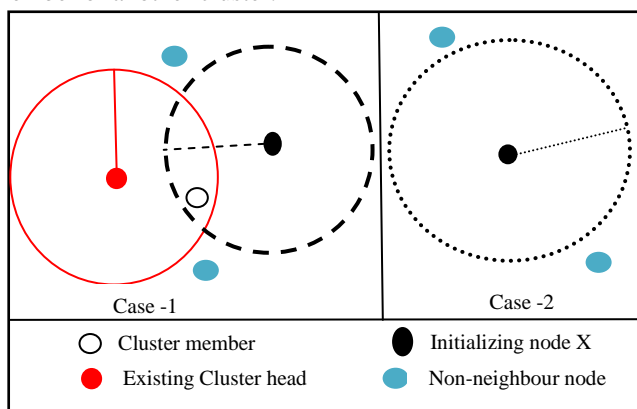 Case -1
Case -2
Cluster member
Initializing node X
Existing Cluster head
Non-neighbour node